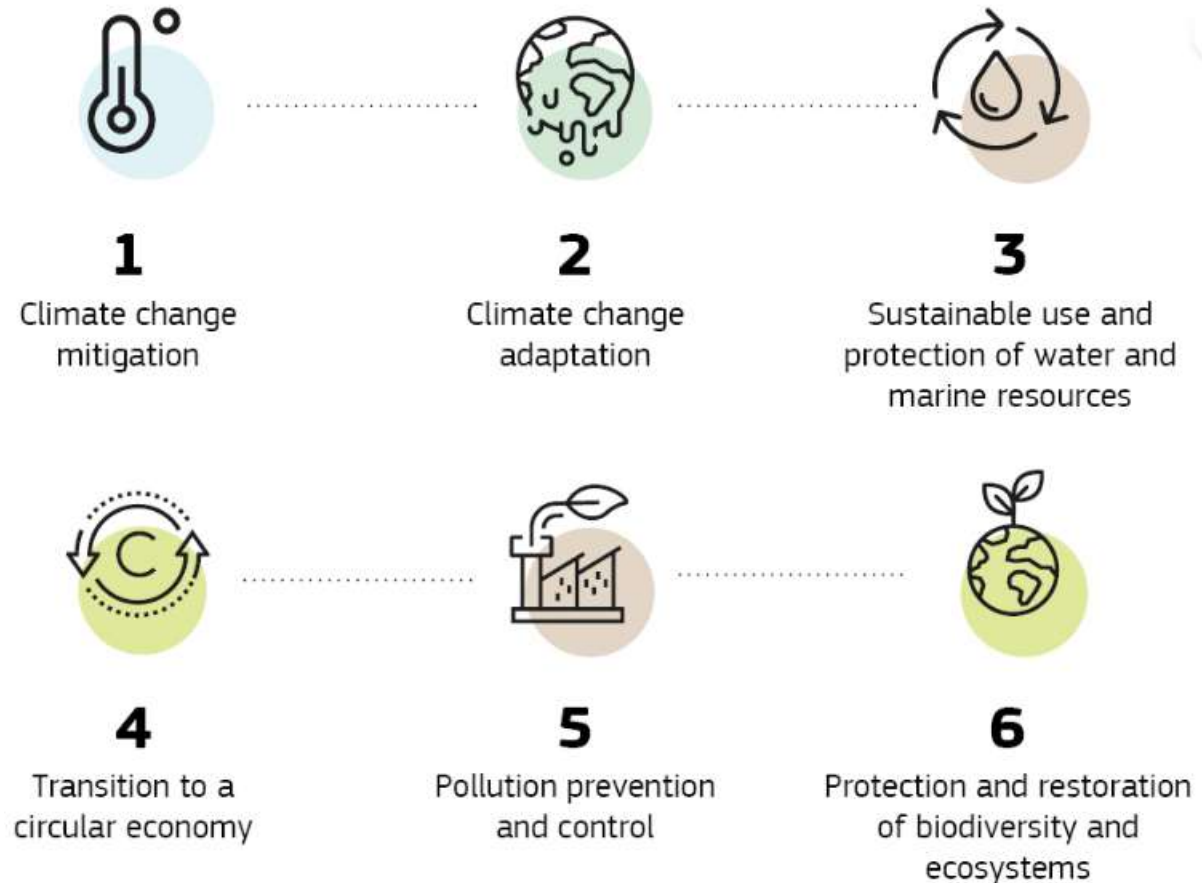 1
Climate change
mitigation
2
Climate change
adaptation
3
Sustainable use and
protection of water and
marine resources
4
Transition to a
circular economy
5
Pollution prevention
and control
6
Protection and restoration
of biodiversity and
ecosystems